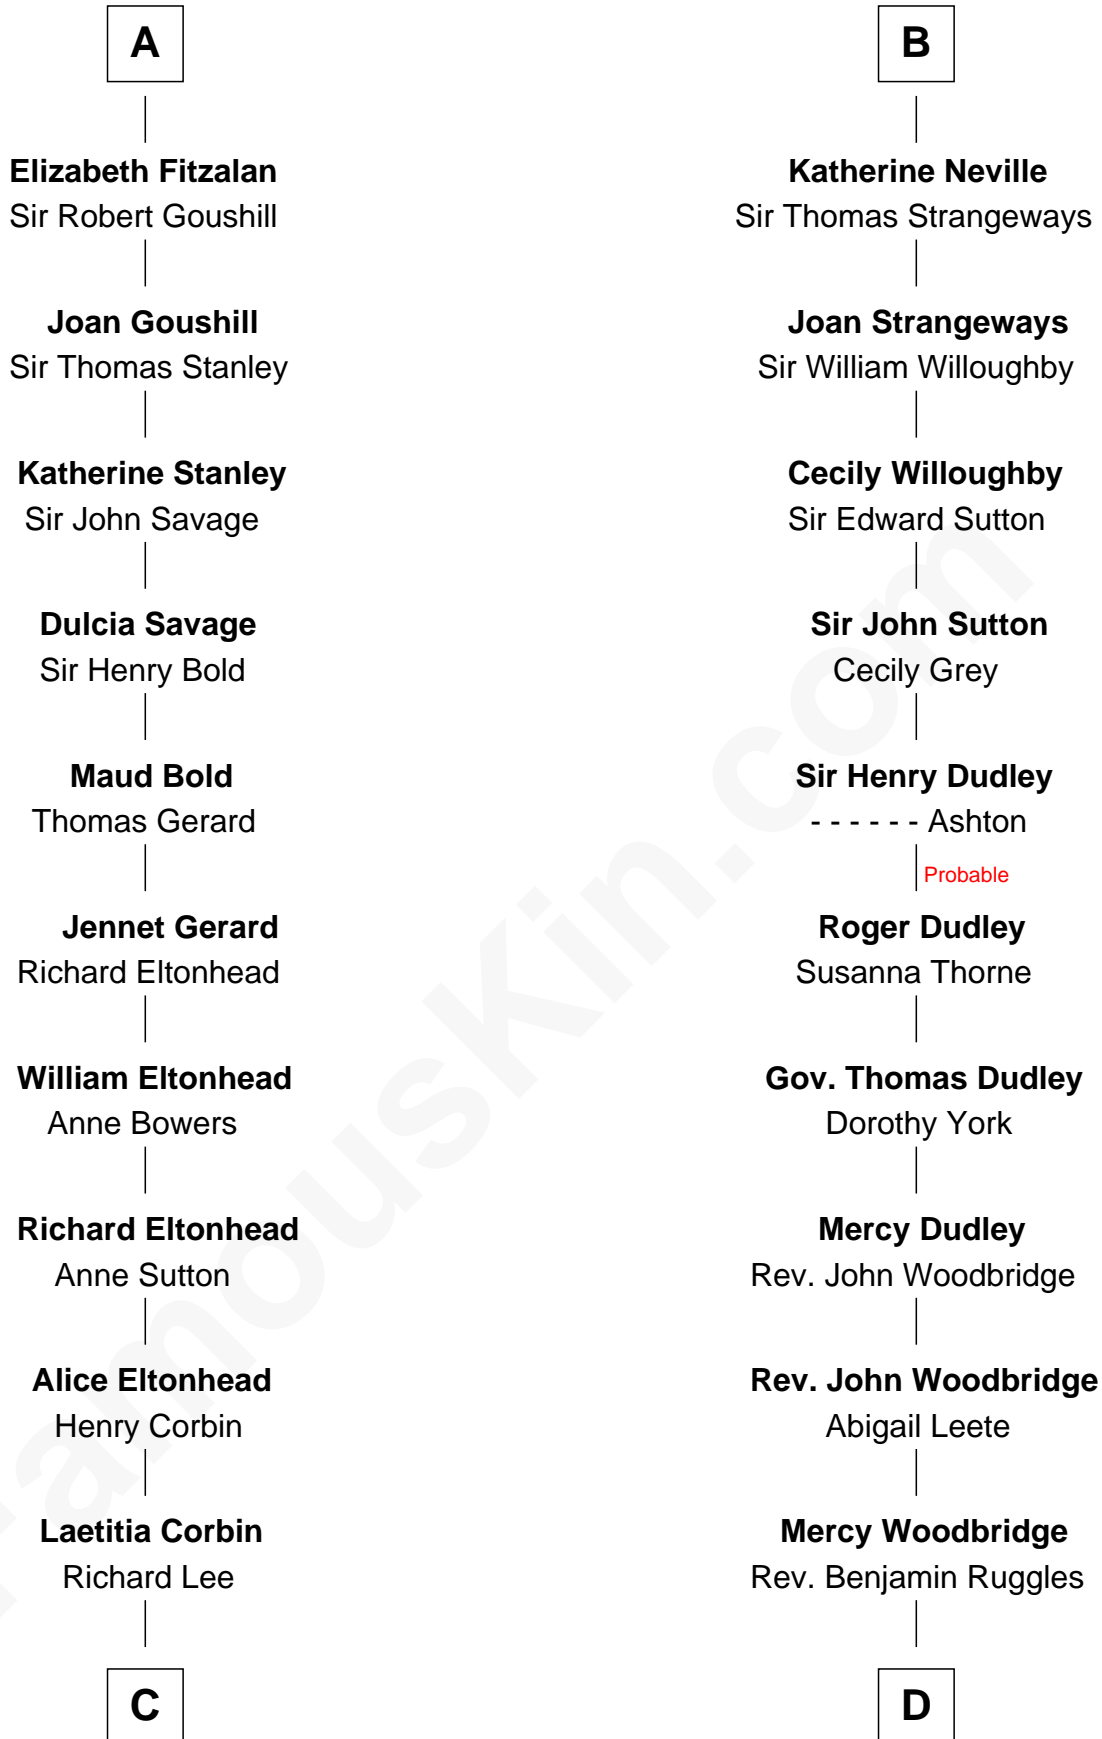 A
Elizabeth Fitzalan
Sir Robert Goushill
Joan Goushill
Sir Thomas Stanley
Katherine Stanley
Sir John Savage
Dulcia Savage
Sir Henry Bold
Maud Bold
Thomas Gerard
Jennet Gerard
Richard Eltonhead
William Eltonhead
Anne Bowers
Richard Eltonhead
Anne Sutton
Alice Eltonhead
Henry Corbin
Laetitia Corbin
Richard Lee
C
B
Katherine Neville
Sir Thomas Strangeways
Joan Strangeways
Sir William Willoughby
Cecily Willoughby
Sir Edward Sutton
Sir John Sutton
Cecily Grey
Sir Henry Dudley
- - - - - - Ashton
Probable
Roger Dudley
Susanna Thorne
Gov. Thomas Dudley
Dorothy York
Mercy Dudley
Rev. John Woodbridge
Rev. John Woodbridge
Abigail Leete
Mercy Woodbridge
Rev. Benjamin Ruggles
D
FamousKin.com